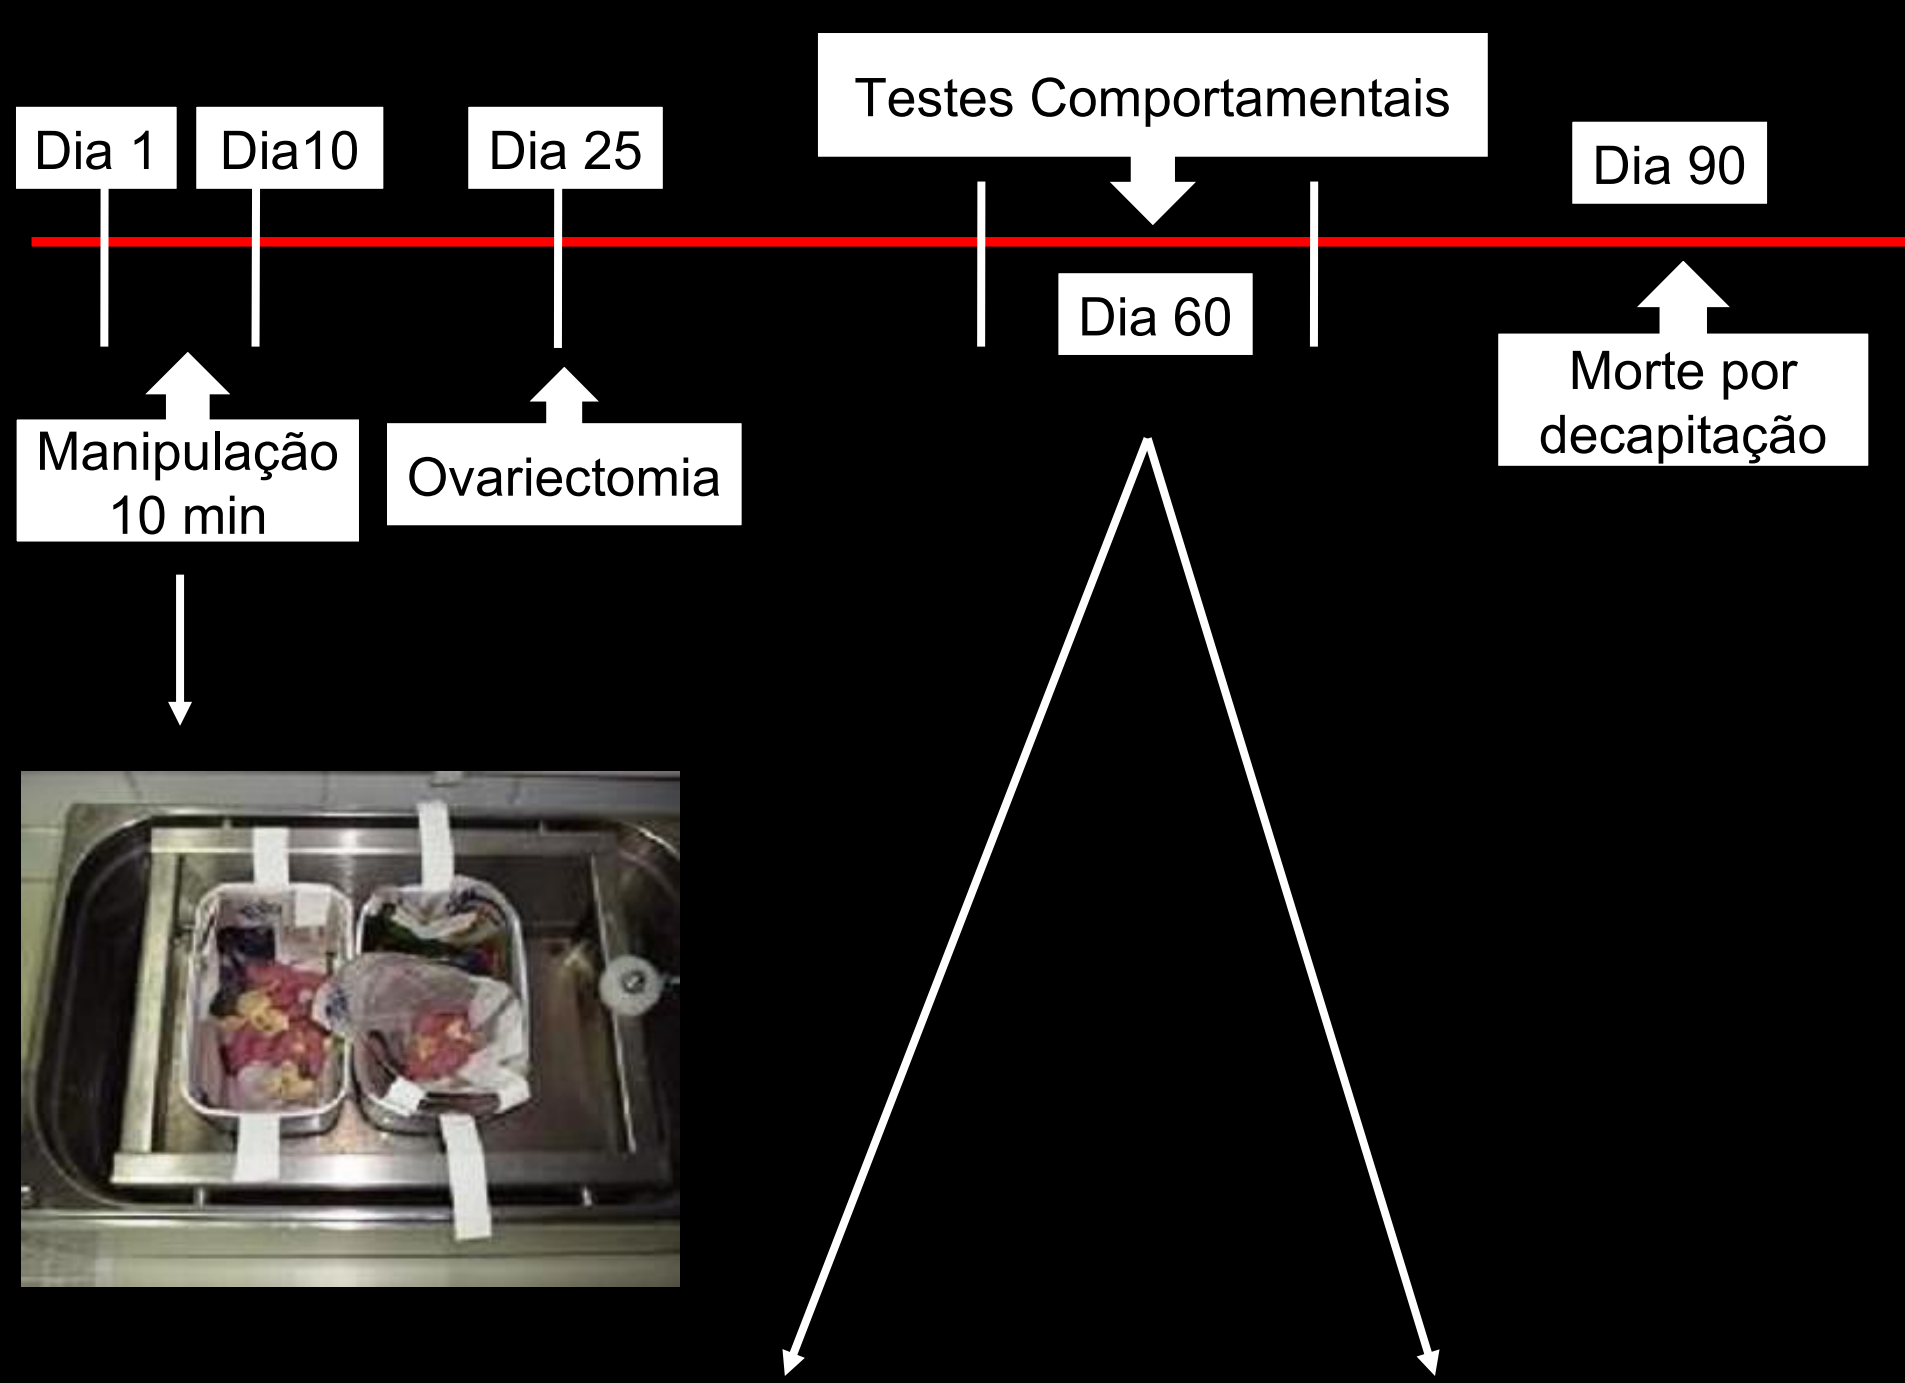 Testes Comportamentais
Dia 1
Dia10
Dia 25
Dia 90
Dia 60
Manipulação
10 min
Ovariectomia
Morte por
decapitação